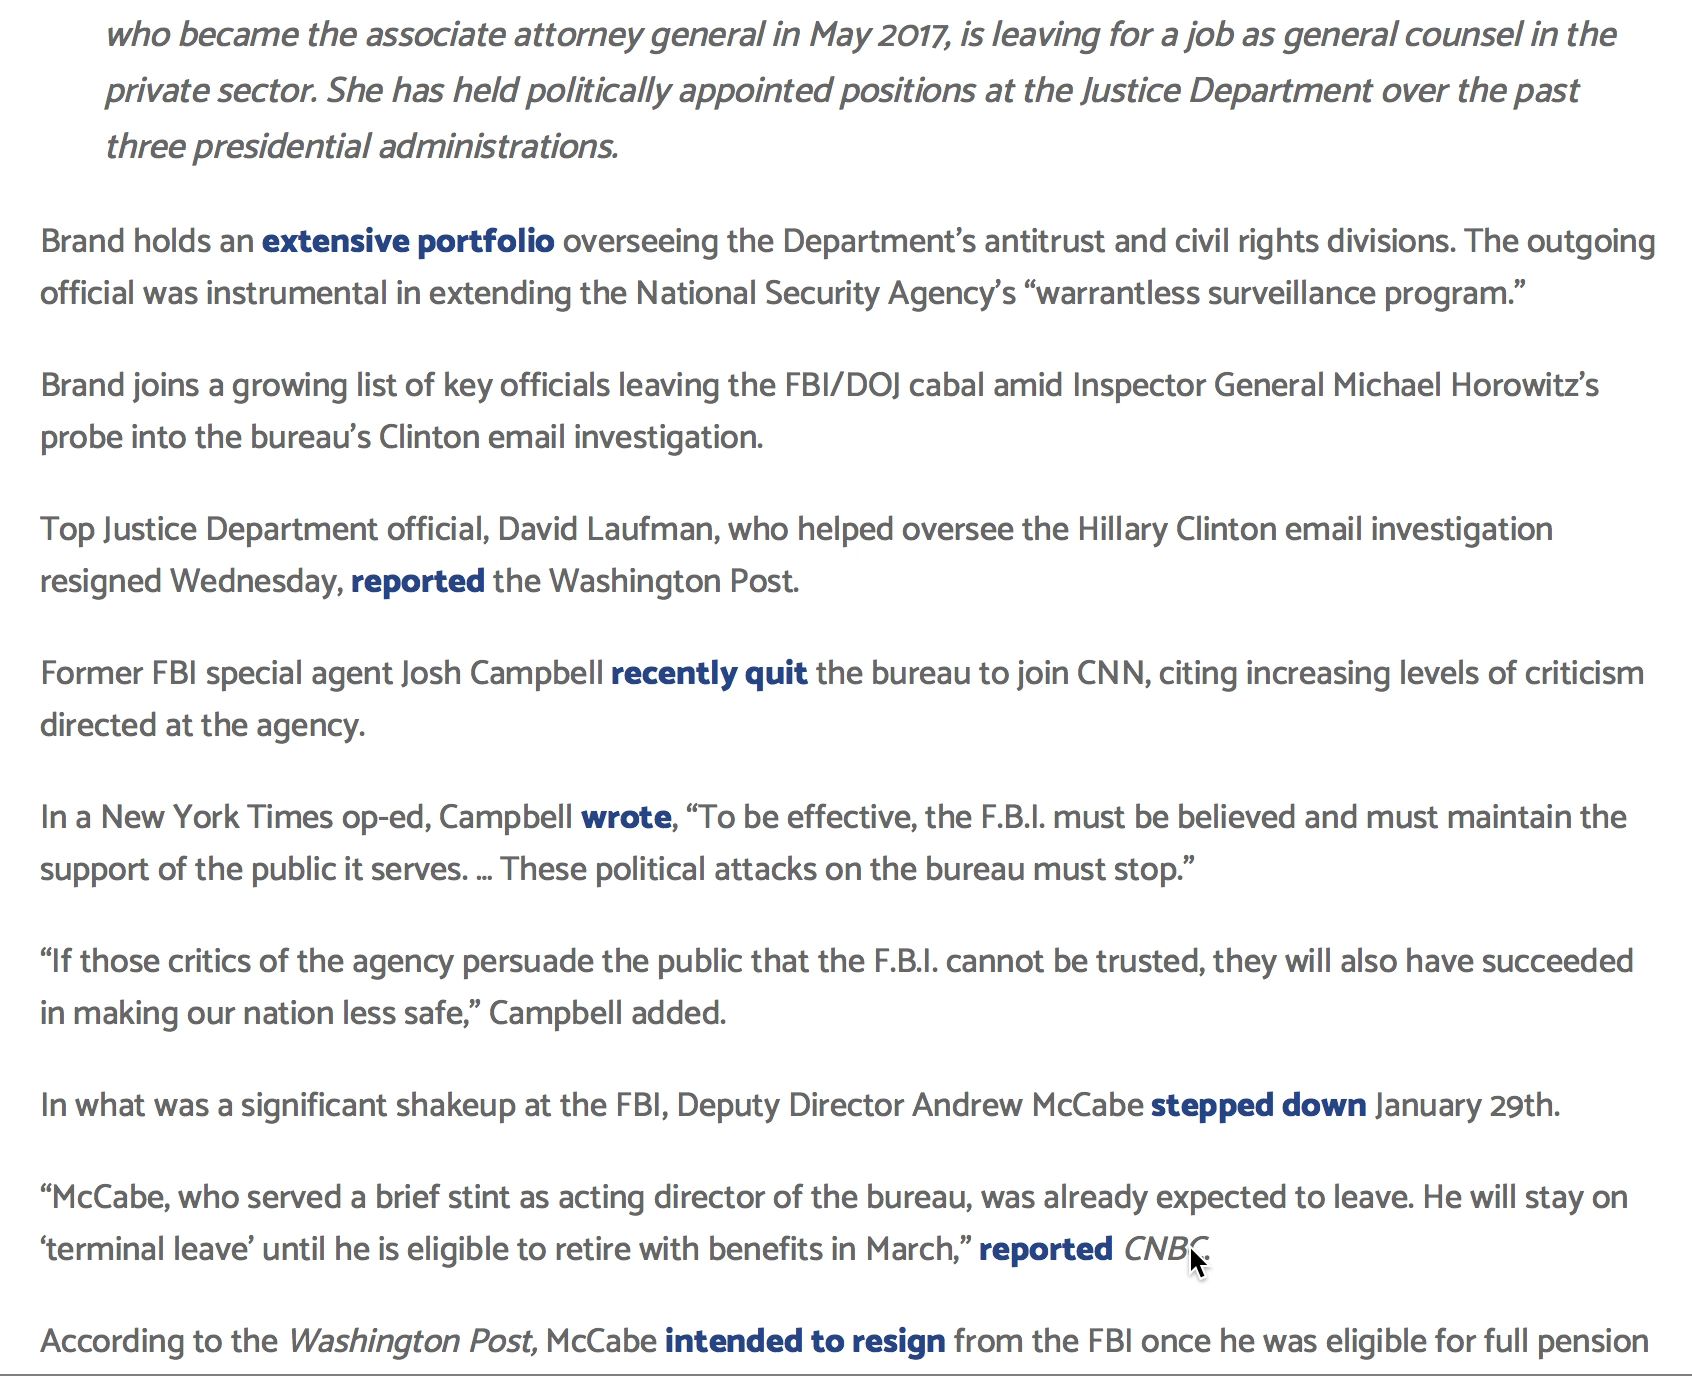 who became the associate attorney general in May 2017, is leaving for a job as general counsel in the
private sector. She has held politically appointed positions at the Justice Department over the past
three presidential administrations.
Brand holds an extensive portfolio overseeing the Department’s antitrust and civil rights divisions. The outgoing
official was instrumental in extending the National Security Agency’s “warrantless surveillance program.”
Brand joins a growing list of key officials leaving the FBI/DOJ cabal amid Inspector General Michael Horowitz’s
probe into the bureau’s Clinton email investigation.
Top Justice Department official, David Laufman, who helped oversee the Hillary Clinton email investigation
resigned Wednesday, reported the Washington Post.
Former FBI special agent Josh Campbell recently quit the bureau to join CNN, citing increasing levels of criticism
directed at the agency.
In a New York Times op-ed, Campbell wrote, “To be effective, the F.B.I. must be believed and must maintain the
support of the public it serves. … These political attacks on the bureau must stop.”
“If those critics of the agency persuade the public that the F.B.I. cannot be trusted, they will also have succeeded
in making our nation less safe,” Campbell added.
In what was a significant shakeup at the FBI, Deputy Director Andrew McCabe stepped down January 29th.
“McCabe, who served a brief stint as acting director of the bureau, was already expected to leave. He will stay on
‘terminal leave’ until he is eligible to retire with benefits in March,” reported CNBC.
According to the Washington Post, McCabe intended to resign from the FBI once he was eligible for full pension